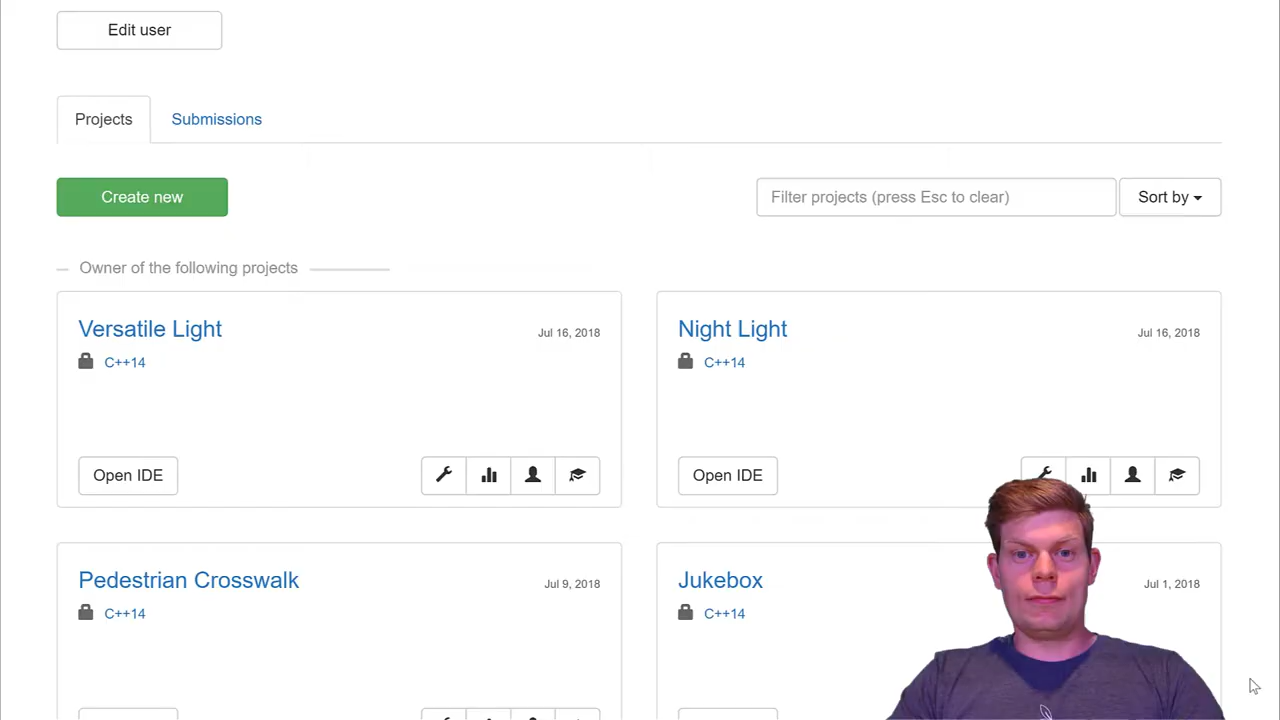 Edit user
Projects Submissions
Create new Filter projects (press Esc to clear) Sort by
Owner of the following projects
Versatile Light Jul 16, 2018
C++14
Open IDE
Night Light Jul 16, 2018
C++14
Open IDE
Pedestrian Crosswalk Jul 9, 2018
C++14
Jukebox Jul 1, 2018
C++14